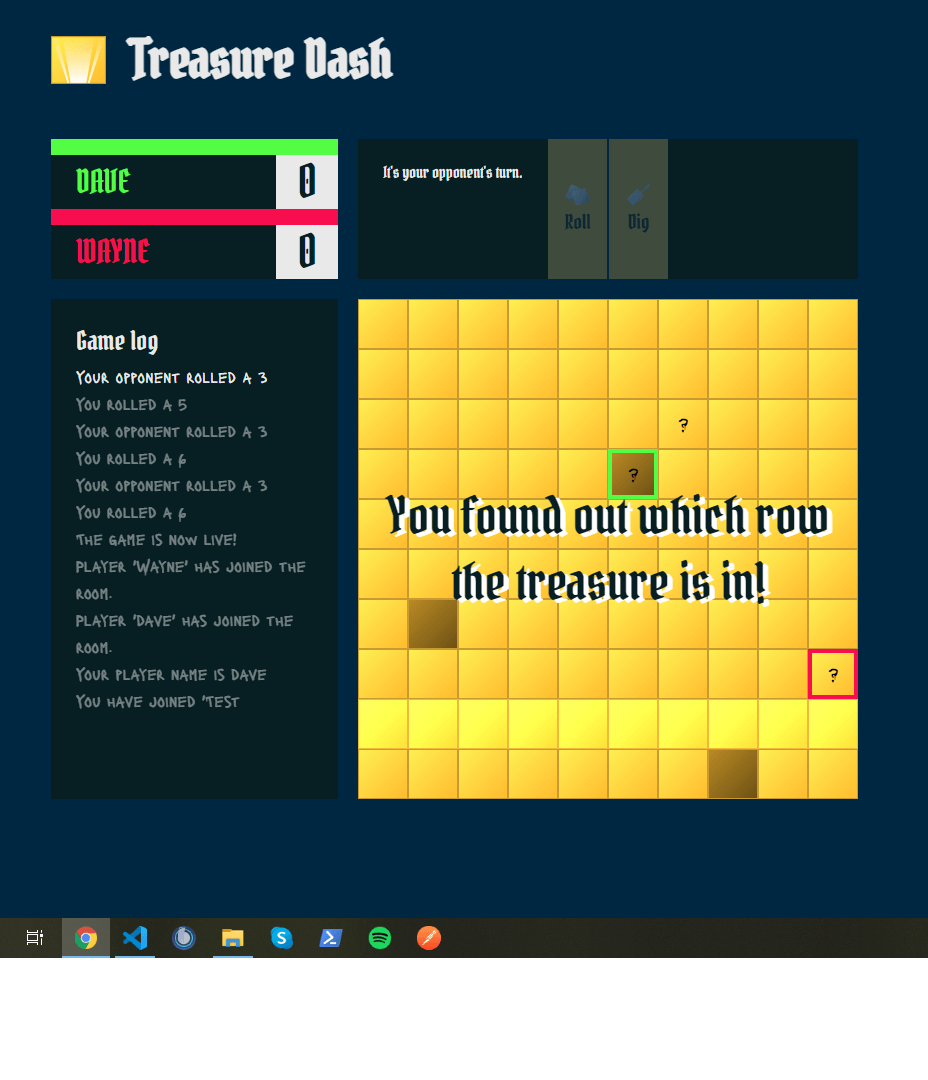 Treasure Dash
DAVE
0
WAYNE
0
It's your opponent's turn.
Roll
Dig
Game log
Your opponent rolled a 3
You rolled a 5
Your opponent rolled a 3
You rolled a 6
Your opponent rolled a 3
You rolled a 6
The game is now live!
Player 'Wayne' has joined the
room.
Player 'Dave' has joined the
room.
Your player name is Dave
You have joined 'test
?
?
You found out which row
the treasure is in!
?